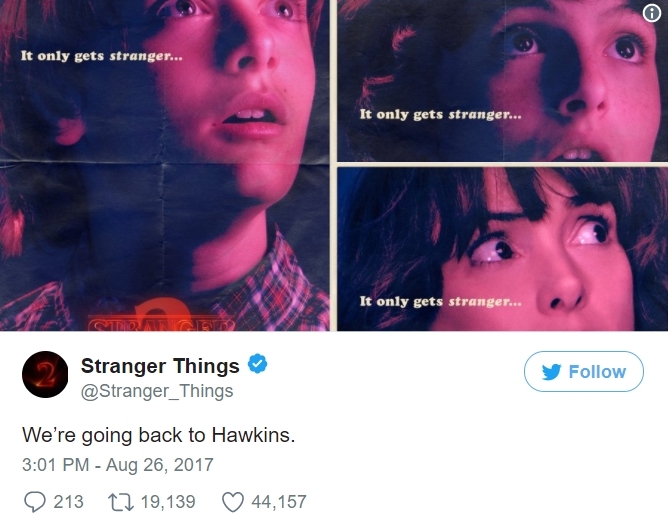 It only gets stranger...
It only gets stranger...
It only gets stranger...
2
STRANGER
2
Stranger Things
@Stranger_Things
Follow
We’re going back to Hawkins.
3:01 PM - Aug 26, 2017
213 19,139 44,157